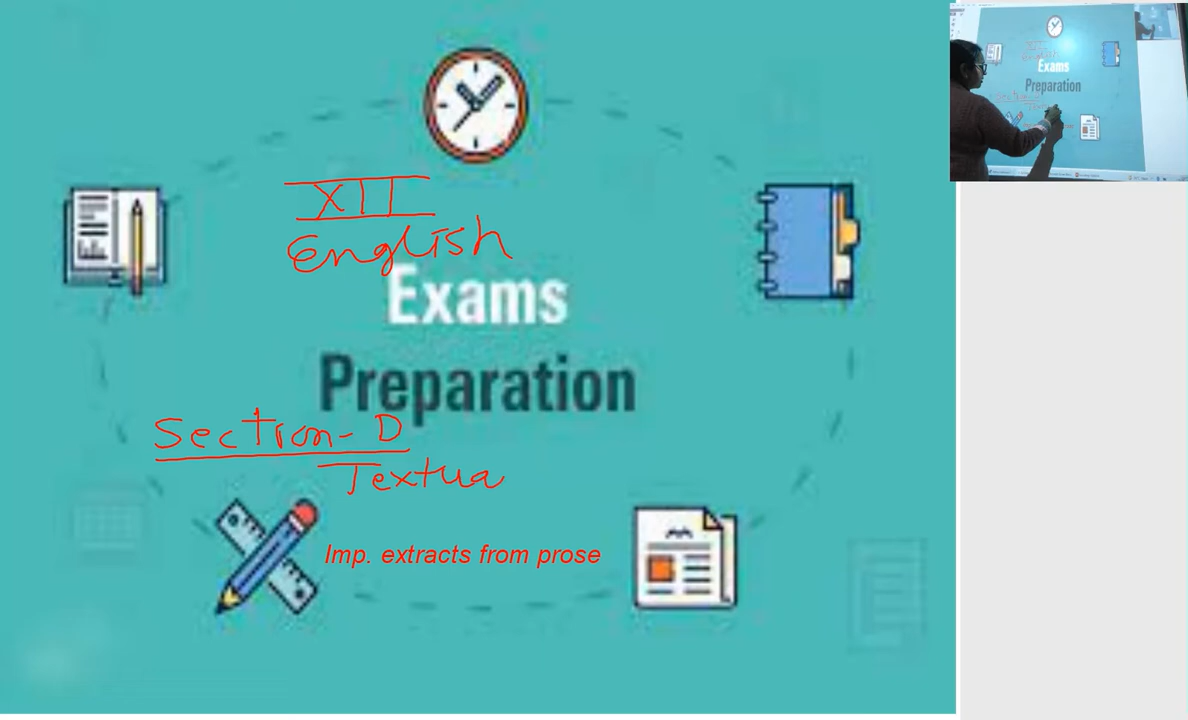 XII
English
Exams
Preparation
Section- D
Textua
Imp. extracts from prose